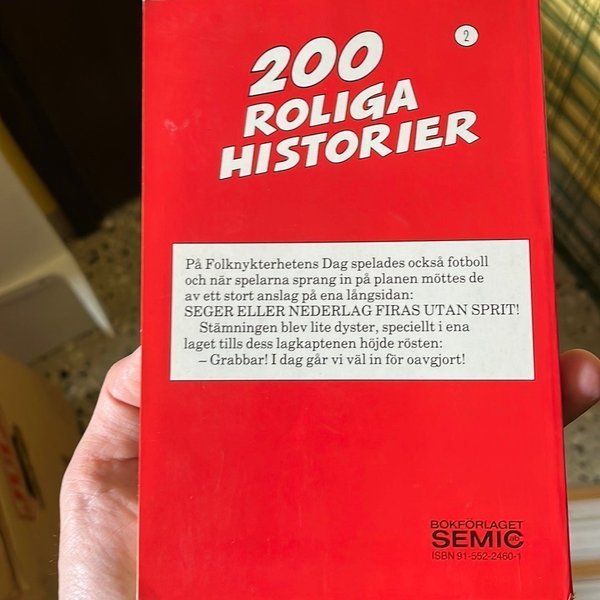 2
200
ROLIGA
HISTORIER
På Folknykterhetens Dag spelades också fotboll
och när spelarna sprang in på planen möttes de
av ett stort anslag på ena långsidan:
SEGER ELLER NEDERLAG FIRAS UTAN SPRIT!
Stämningen blev lite dyster, speciellt i ena
laget tills dess lagkaptenen höjde rösten:
– Grabbar! I dag går vi väl in för oavgjort!
BOKFÖRLAGET
SEMIC
ISBN 91-552-2460-1